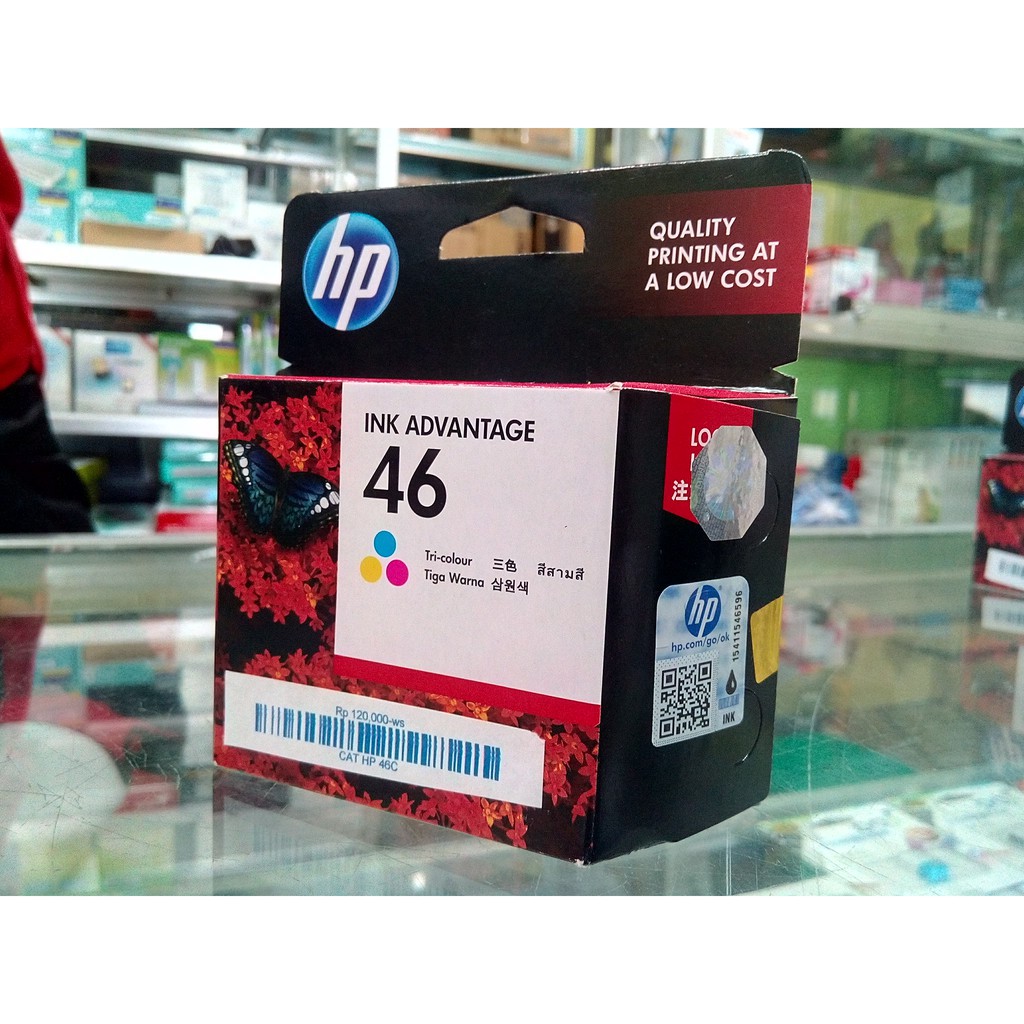 hp
QUALITY
PRINTING AT
A LOW COST
INK ADVANTAGE
46
Tri-colour 三色 สีสามสี
Tiga Warna 삼원색
Rp 120,000-ws
CAT HP 46C
注
hp
hp.com/go/ok
15411546596
INK